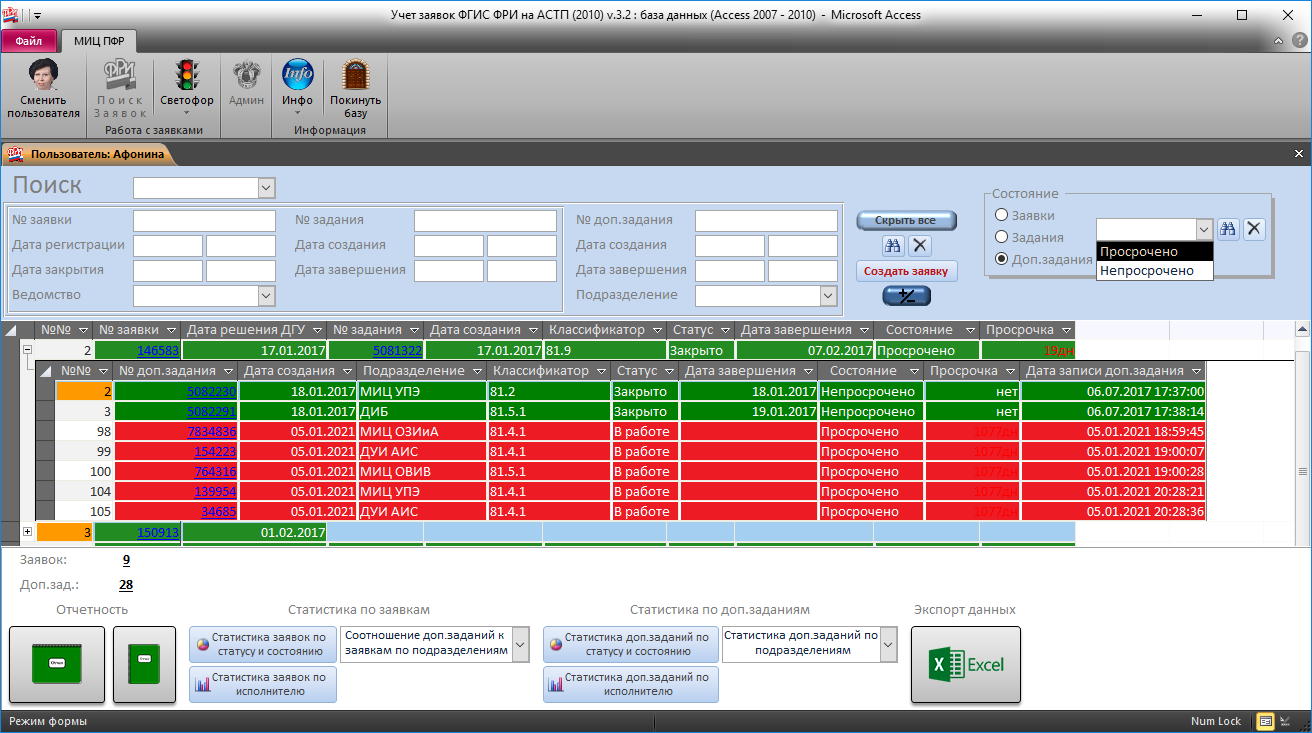 Учет заявок ФГИС ФРИ на АСТП (2010) v.3.2 : база данных (Access 2007 - 2010) - Microsoft Access
Файл МИЦ ПФР
Сменить пользователя
Поиск Заявок
Светофор
Админ
Инфо
Покинуть базу
Работа с заявками
Информация
Пользователь: Афонина
Поиск
№ заявки
Дата регистрации
Дата закрытия
Ведомство
№ задания
Дата создания
Дата завершения
№ доп.задания
Дата создания
Дата завершения
Подразделение
Скрыть все
Создать заявку
+/-
Состояние
Заявки
Задания
Доп.задания
Просрочено
Непросрочено
№№ № заявки Дата решения ДГУ № задания Дата создания Классификатор Статус Дата завершения Состояние Просрочка
2 146583 17.01.2017 5081322 17.01.2017 81.9 Закрыто 07.02.2017 Просрочено 19дн
№№ № доп.задания Дата создания Подразделение Классификатор Статус Дата завершения Состояние Просрочка Дата записи доп.задания
2 5082230 18.01.2017 МИЦ УПЭ 81.2 Закрыто 18.01.2017 Непросрочено нет 06.07.2017 17:37:00
3 5082291 18.01.2017 ДИБ 81.5.1 Закрыто 19.01.2017 Непросрочено нет 06.07.2017 17:38:14
98 7834836 05.01.2021 МИЦ ОЗИиА 81.4.1 В работе Просрочено 1077дн 05.01.2021 18:59:45
99 154223 05.01.2021 ДУИ АИС 81.4.1 В работе Просрочено 1077дн 05.01.2021 19:00:07
100 764316 05.01.2021 МИЦ ОВИВ 81.5.1 В работе Просрочено 1077дн 05.01.2021 19:00:28
104 139954 05.01.2021 МИЦ УПЭ 81.4.1 В работе Просрочено 1077дн 05.01.2021 20:28:21
105 34685 05.01.2021 ДУИ АИС 81.4.1 В работе Просрочено 1077дн 05.01.2021 20:28:36
3 150913 01.02.2017
Заявок: 9
Доп.зад.: 28
Отчетность
Статистика по заявкам
Статистика по доп.заданиям
Экспорт данных
Статистика заявок по статусу и состоянию
Соотношение доп.заданий к заявкам по подразделениям
Статистика заявок по исполнителю
Статистика доп.заданий по статусу и состоянию
Статистика доп.заданий по подразделениям
Статистика доп.заданий по исполнителю
Excel
Режим формы
Num Lock